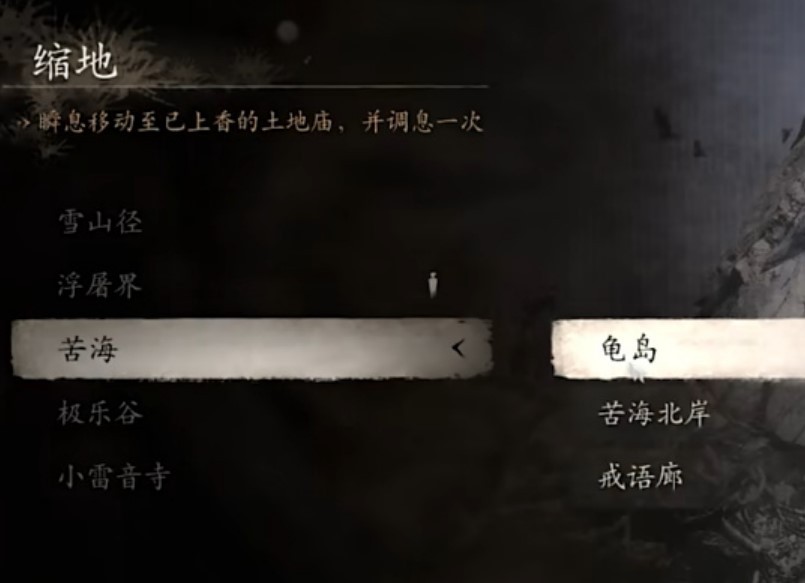 缩地
»瞬息移动至已上香的土地庙，并调息一次
雪山径
浮屠界
苦海
龟岛
极乐谷
苦海北岸
小雷音寺
戒语廊